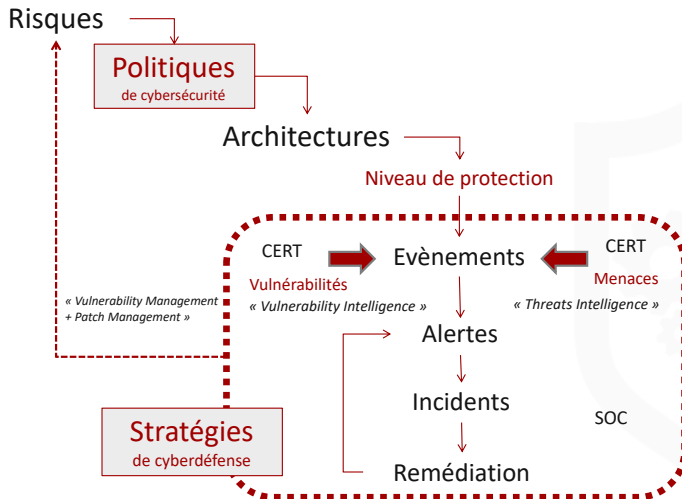 Risques
Politiques
de cybersécurité
Architectures
Niveau de protection
CERT
Evènements
CERT
Vulnérabilités
Menaces
« Vulnerability Management
+ Patch Management »
« Vulnerability Intelligence »
« Threats Intelligence »
Alertes
Incidents
SOC
Stratégies
de cyberdéfense
Remédiation